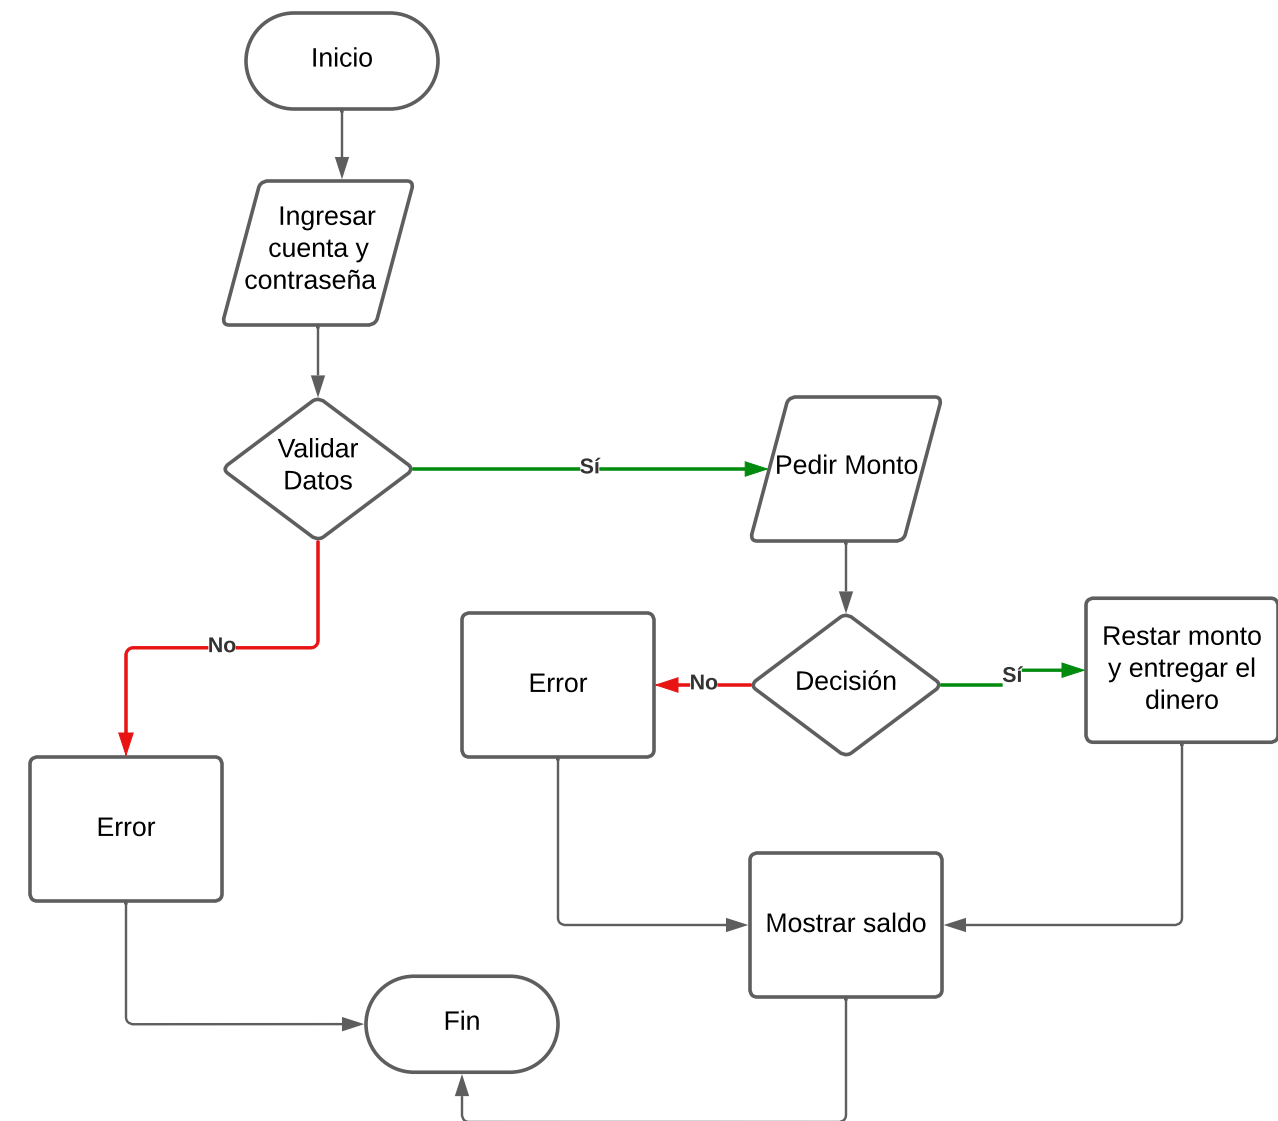 Inicio
Ingresar
cuenta y
contraseña
Validar
Datos
Sí
Pedir Monto
No
Error
No
Decisión
Sí
Restar monto
y entregar el
dinero
Error
Mostrar saldo
Fin